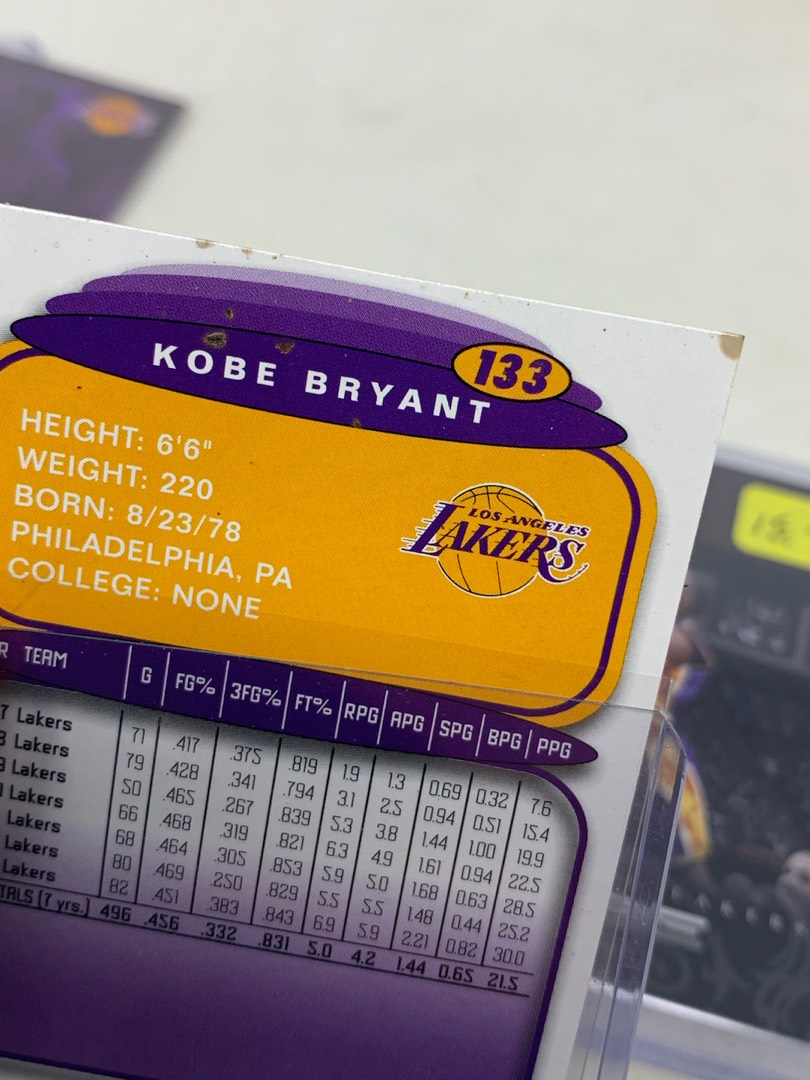 KOBE BRYANT
133
HEIGHT: 6'6"
WEIGHT: 220
BORN: 8/23/78
PHILADELPHIA, PA
COLLEGE: NONE
LOS ANGELES
LAKERS
R TEAM G FG% 3FG% FT% RPG APG SPG BPG PPG
7 Lakers 71 .417 .375 .819 1.9 1.3 0.69 0.32 7.6
8 Lakers 79 .428 .341 .794 3.1 2.5 0.94 0.51 15.4
9 Lakers 50 .465 .267 .839 5.3 3.8 1.44 1.00 19.9
Lakers 66 .468 .319 .821 6.3 4.9 1.61 0.94 22.5
Lakers 68 .464 .305 .853 5.9 5.0 1.68 0.63 28.5
Lakers 80 .469 .250 .829 5.5 5.5 1.48 0.44 25.2
Lakers 82 .451 .383 .843 6.9 5.9 2.21 0.82 30.0
TALS (7 yrs.) 496 .456 .332 .831 5.0 4.2 1.44 0.65 21.5